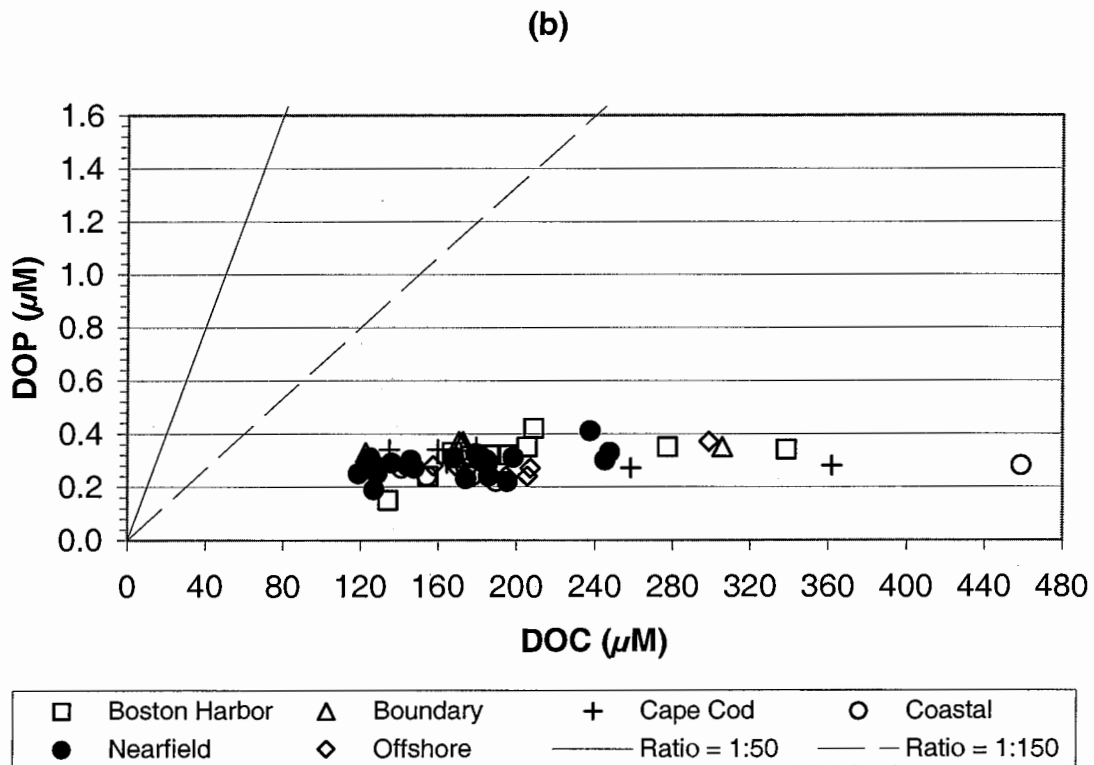 (b)
DOP (µM)
1.6
1.4
1.2
1.0
0.8
0.6
0.4
0.2
0.0
0 40 80 120 160 200 240 280 320 360 400 440 480
DOC (µM)
Boston Harbor Boundary Cape Cod Coastal
Nearfield Offshore Ratio = 1:50 Ratio = 1:150